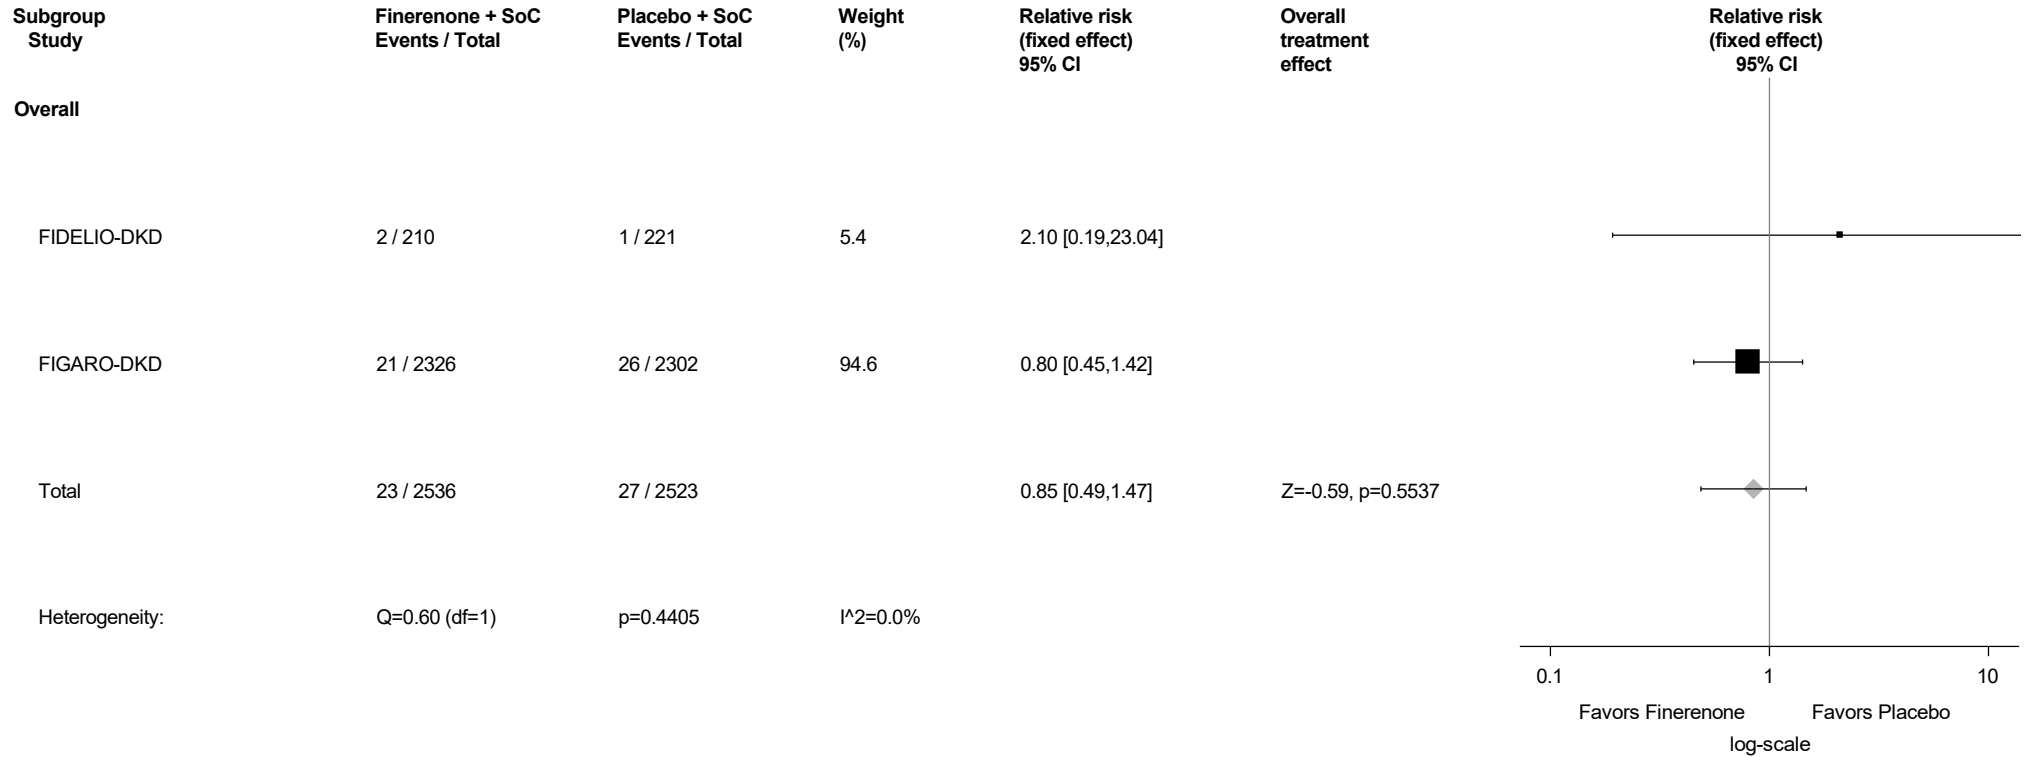 Subgroup Finerenone + SoC Placebo + SoC Weight Relative risk Overall Relative risk
Study Events / Total Events / Total (%) (fixed effect) treatment (fixed effect)
95% CI effect 95% CI
Overall
FIDELIO-DKD 2 / 210 1 / 221 5.4 2.10 [0.19,23.04]
FIGARO-DKD 21 / 2326 26 / 2302 94.6 0.80 [0.45,1.42]
Total 23 / 2536 27 / 2523 0.85 [0.49,1.47] Z=-0.59, p=0.5537
Heterogeneity: Q=0.60 (df=1) p=0.4405 I^2=0.0%
0.1 1 10
Favors Finerenone Favors Placebo
log-scale